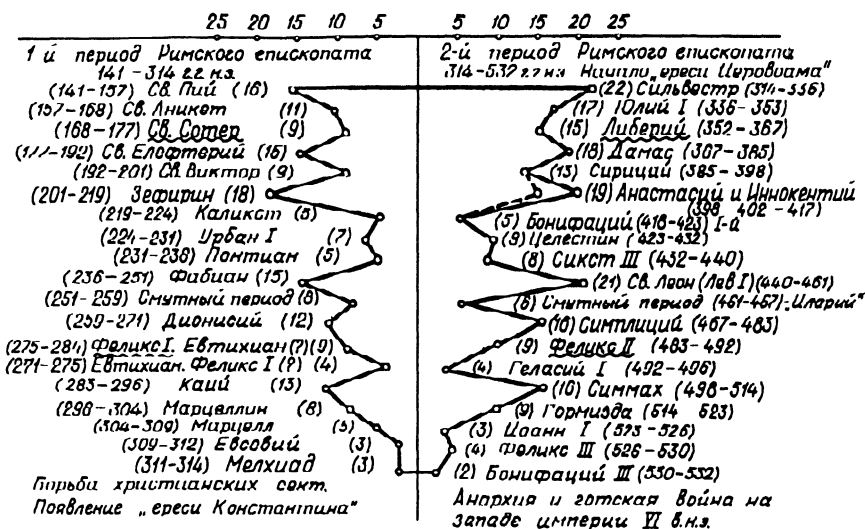 25 20 15 10 5 5 10 15 20 25
1-й период Римского епископата
141-314 г.г. н.э.
(141-157) Св. Пий (16)
(157-168) Св. Аникет (11)
(168-177) Св. Сотер (9)
(177-192) Св. Елефтерий (15)
(192-201) Св. Виктор (9)
(201-219) Зефирин (18)
(219-224) Каликст (5)
(224-231) Урбан I (7)
(231-236) Понтиан (5)
(236-251) Фабиан (15)
(251-259) Смутный период (8)
(259-271) Дионисий (12)
(275-284) Феликс I. Евтихиан (?) (9)
(271-275) Евтихиан. Феликс I (?) (4)
(283-296) Каий (13)
(296-304) Марцеллин (8)
(304-309) Марцелл (5)
(309-312) Евсовий (3)
(311-314) Мелхиад (3)
Борьба христианских сект.
Появление „ереси Константина"
2-й период Римского епископата
314-532 г.г н.э Начало „ереси Иеровоама"
(22) Сильвестр (314-336)
(17) Юлий I (336-353)
(15) Либерий (352-367)
(18) Дамас (367-385)
(13) Сириций (385-398)
(19) Анастасий и Иннокентий
(398 402-417)
(5) Бонифаций (418-423) I-й
(9) Целестин (423-432)
(8) Сикст III (432-440)
(21) Св. Леон (Лев I) (440-461)
(6) Смутный период (461-467) „Иларий"
(16) Симплиций (467-483)
(9) Феликс II (483-492)
(4) Геласий I (492-496)
(16) Симмах (498-514)
(9) Гормизда (514 523)
(3) Иоанн I (523-526)
(4) Феликс III (526-530)
(2) Бонифаций III (530-532)
Анархия и готская война на
западе империи VI в.н.э.